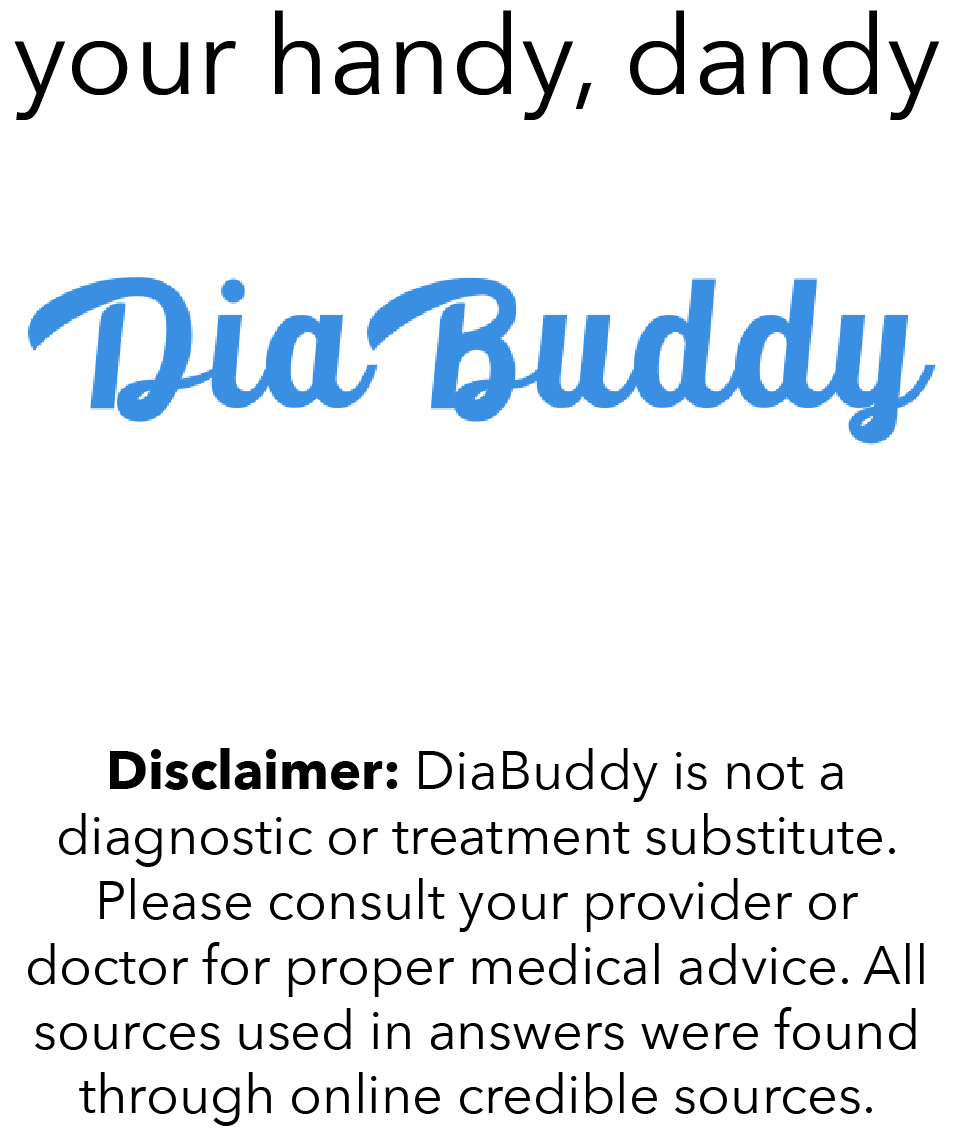 your handy, dandy
DiaBuddy
Disclaimer: DiaBuddy is not a
diagnostic or treatment substitute.
Please consult your provider or
doctor for proper medical advice. All
sources used in answers were found
through online credible sources.